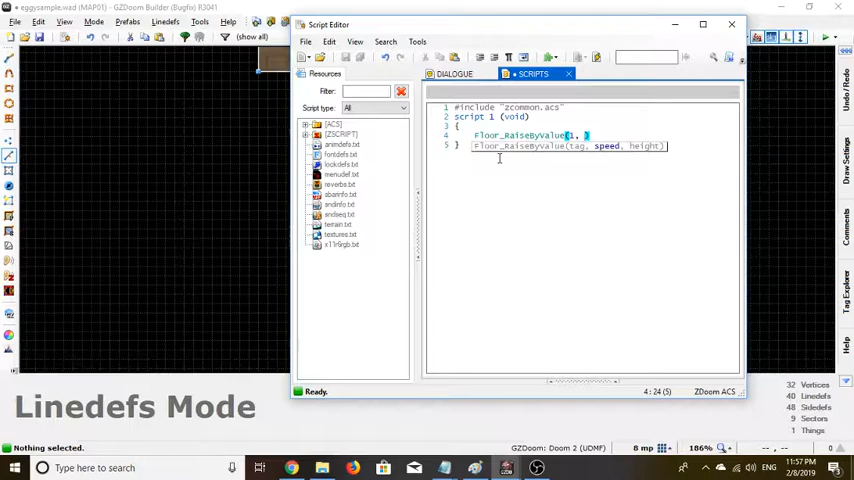 eggysample.wad (MAP01) - GZDoom Builder (Bugfix) R3041
File Edit View Mode Prefabs Linedefs Tools Help
(show all)
Script Editor
File Edit View Search Tools
Resources
DIALOGUE
SCRIPTS
Filter:
Script type: All
[ACS]
[ZSCRIPT]
animdefs.txt
fontdefs.txt
lockdefs.txt
menudef.txt
reverbs.txt
sbarinfo.txt
sndinfo.txt
sndseq.txt
terrain.txt
textures.txt
x11r6rgb.txt
1 #include "zcommon.acs"
2 script 1 (void)
3 {
4 Floor_RaiseByValue(1, )
5 } Floor_RaiseByValue(tag, speed, height)
Ready.
4 : 24 (5)
ZDoom ACS
Undo / Redo
Draw Settings
Comments
Tag Explorer
Help
Linedefs Mode
32 Vertices
40 Linedefs
48 Sidedefs
9 Sectors
1 Things
Nothing selected.
GZDoom: Doom 2 (UDMF)
8 mp
186%
-- , --
0
Type here to search
ENG
11:57 PM
2/8/2019